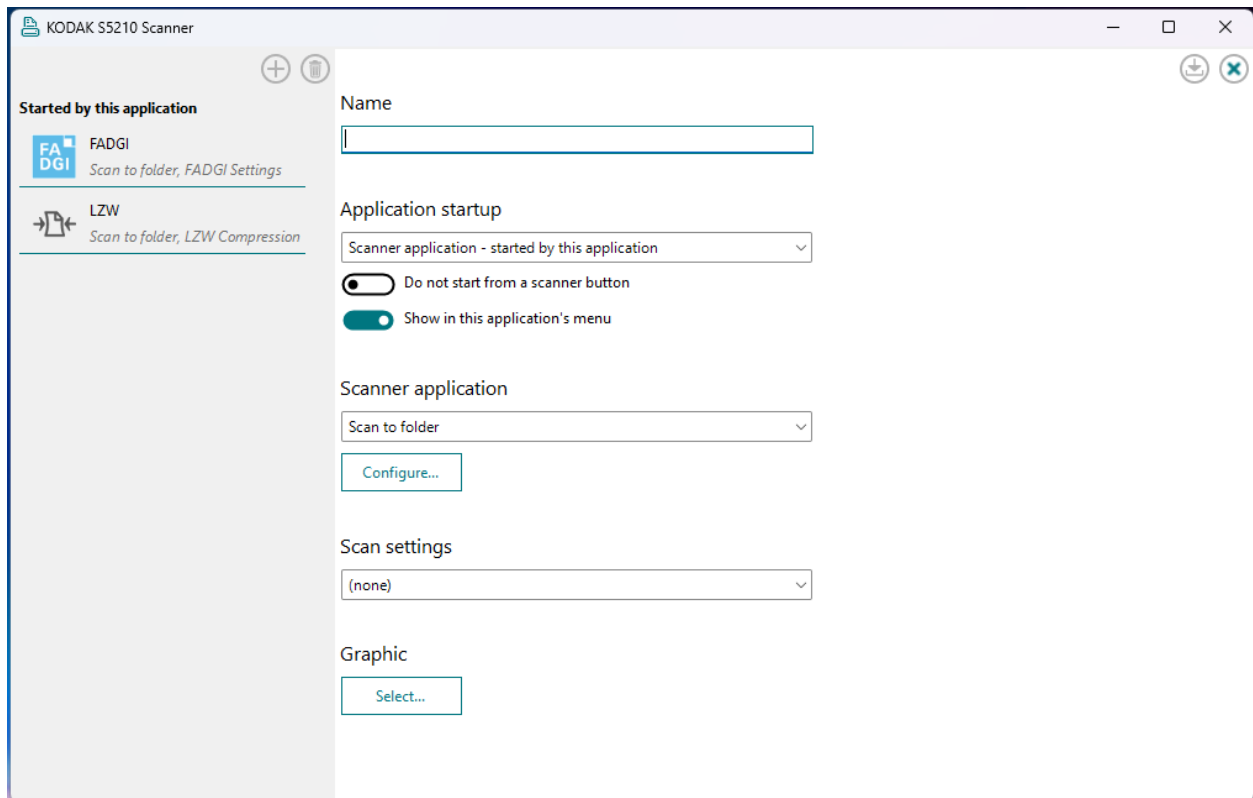 KODAK S5210 Scanner
Started by this application
FA
DGI
FADGI
Scan to folder, FADGI Settings
LZW
Scan to folder, LZW Compression
Name
Application startup
Scanner application - started by this application
Do not start from a scanner button
Show in this application's menu
Scanner application
Scan to folder
Configure...
Scan settings
(none)
Graphic
Select...